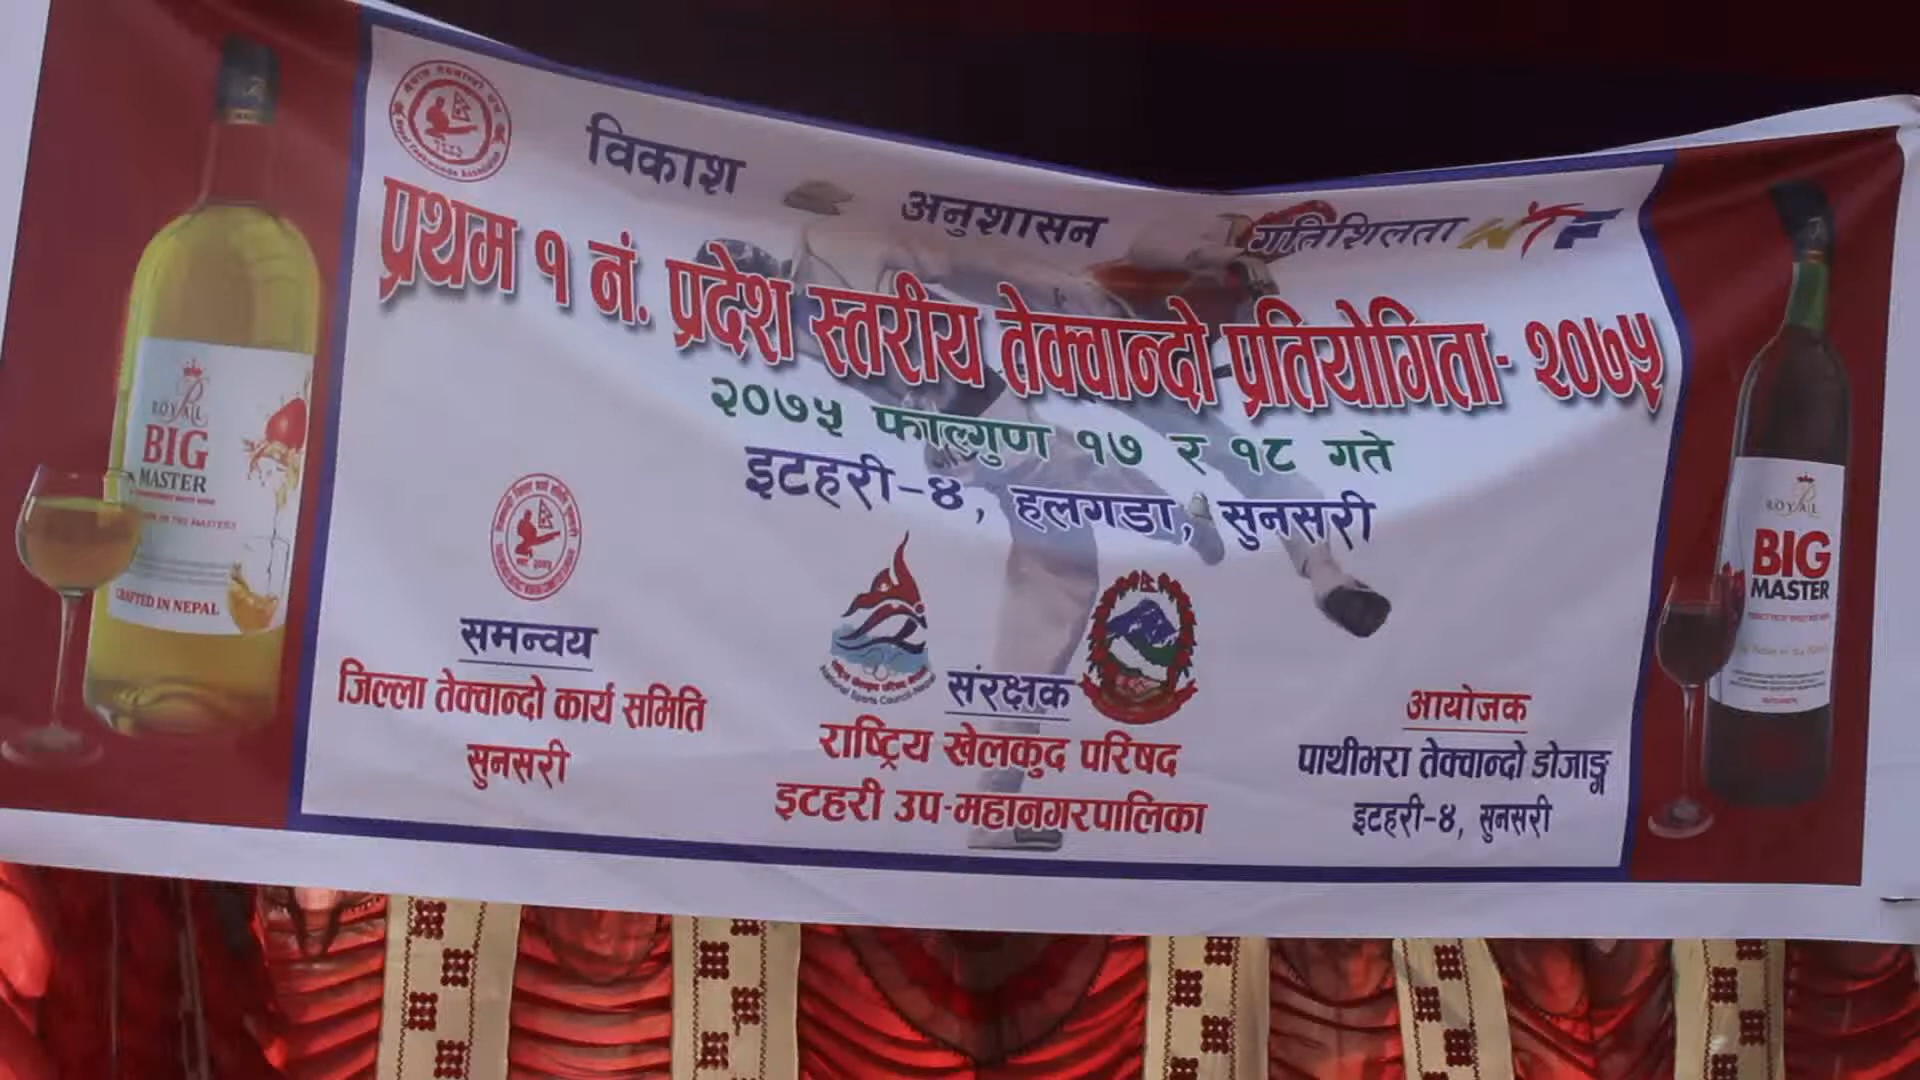 विकाश अनुशासन गतिशिलता WTF
प्रथम १ नं. प्रदेश स्तरीय तेक्वान्दो प्रतियोगिता- २०७५
२०७५ फाल्गुण १७ र १८ गते
इटहरी-४, हलगडा, सुनसरी
समन्वय
जिल्ला तेक्वान्दो कार्य समिति
सुनसरी
संरक्षक
राष्ट्रिय खेलकुद परिषद
इटहरी उप-महानगरपालिका
आयोजक
पाथीभरा तेक्वान्दो डोजाङ्ग
इटहरी-४, सुनसरी
ROYAL
BIG
MASTER
CRAFTED IN NEPAL
ROYAL
BIG
MASTER